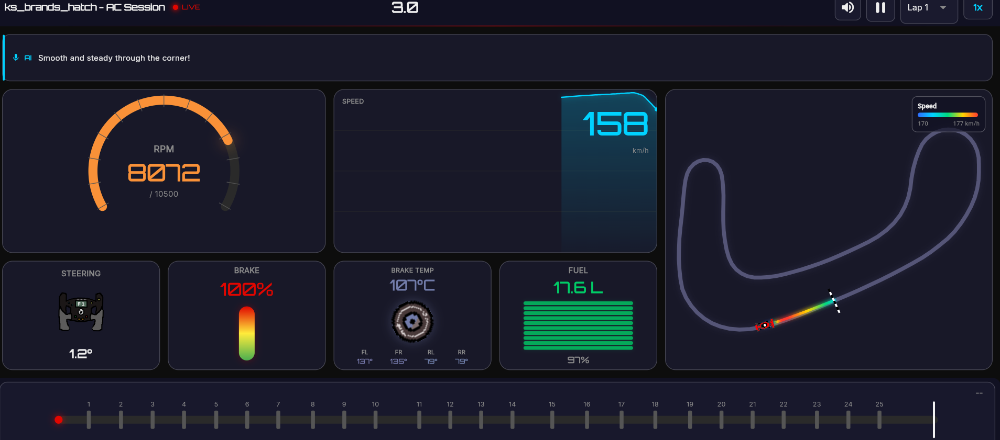 ks_brands_hatch - AC Session
LIVE
3.0
Lap 1
1x
AI Smooth and steady through the corner!
RPM
8072
/ 10500
SPEED
158
km/h
Speed
170 177 km/h
STEERING
F1
1.2°
BRAKE
100%
BRAKE TEMP
107°C
FL FR RL RR
137° 135° 79° 79°
FUEL
17.6 L
97%
--
1 2 3 4 5 6 7 8 9 10 11 12 13 14 15 16 17 18 19 20 21 22 23 24 25